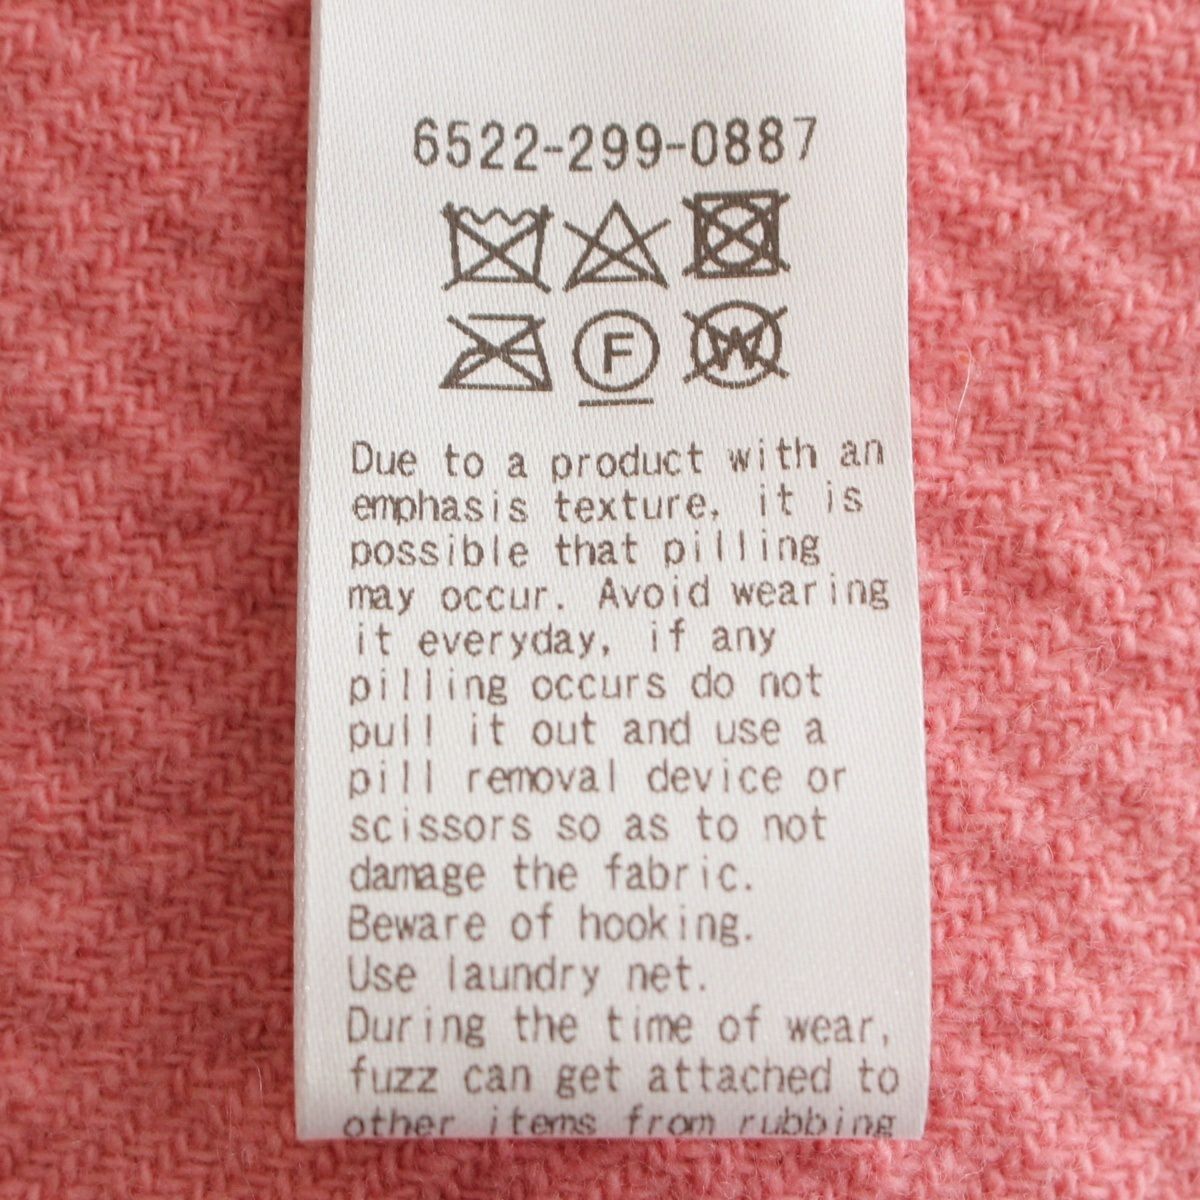 6522-299-0887
F
W
Due to a product with an
emphasis texture, it is
possible that pilling
may occur. Avoid wearing
it everyday, if any
pilling occurs do not
pull it out and use a
pill removal device or
scissors so as to not
damage the fabric.
Beware of hooking.
Use laundry net.
During the time of wear,
fuzz can get attached to
other items from rubbing